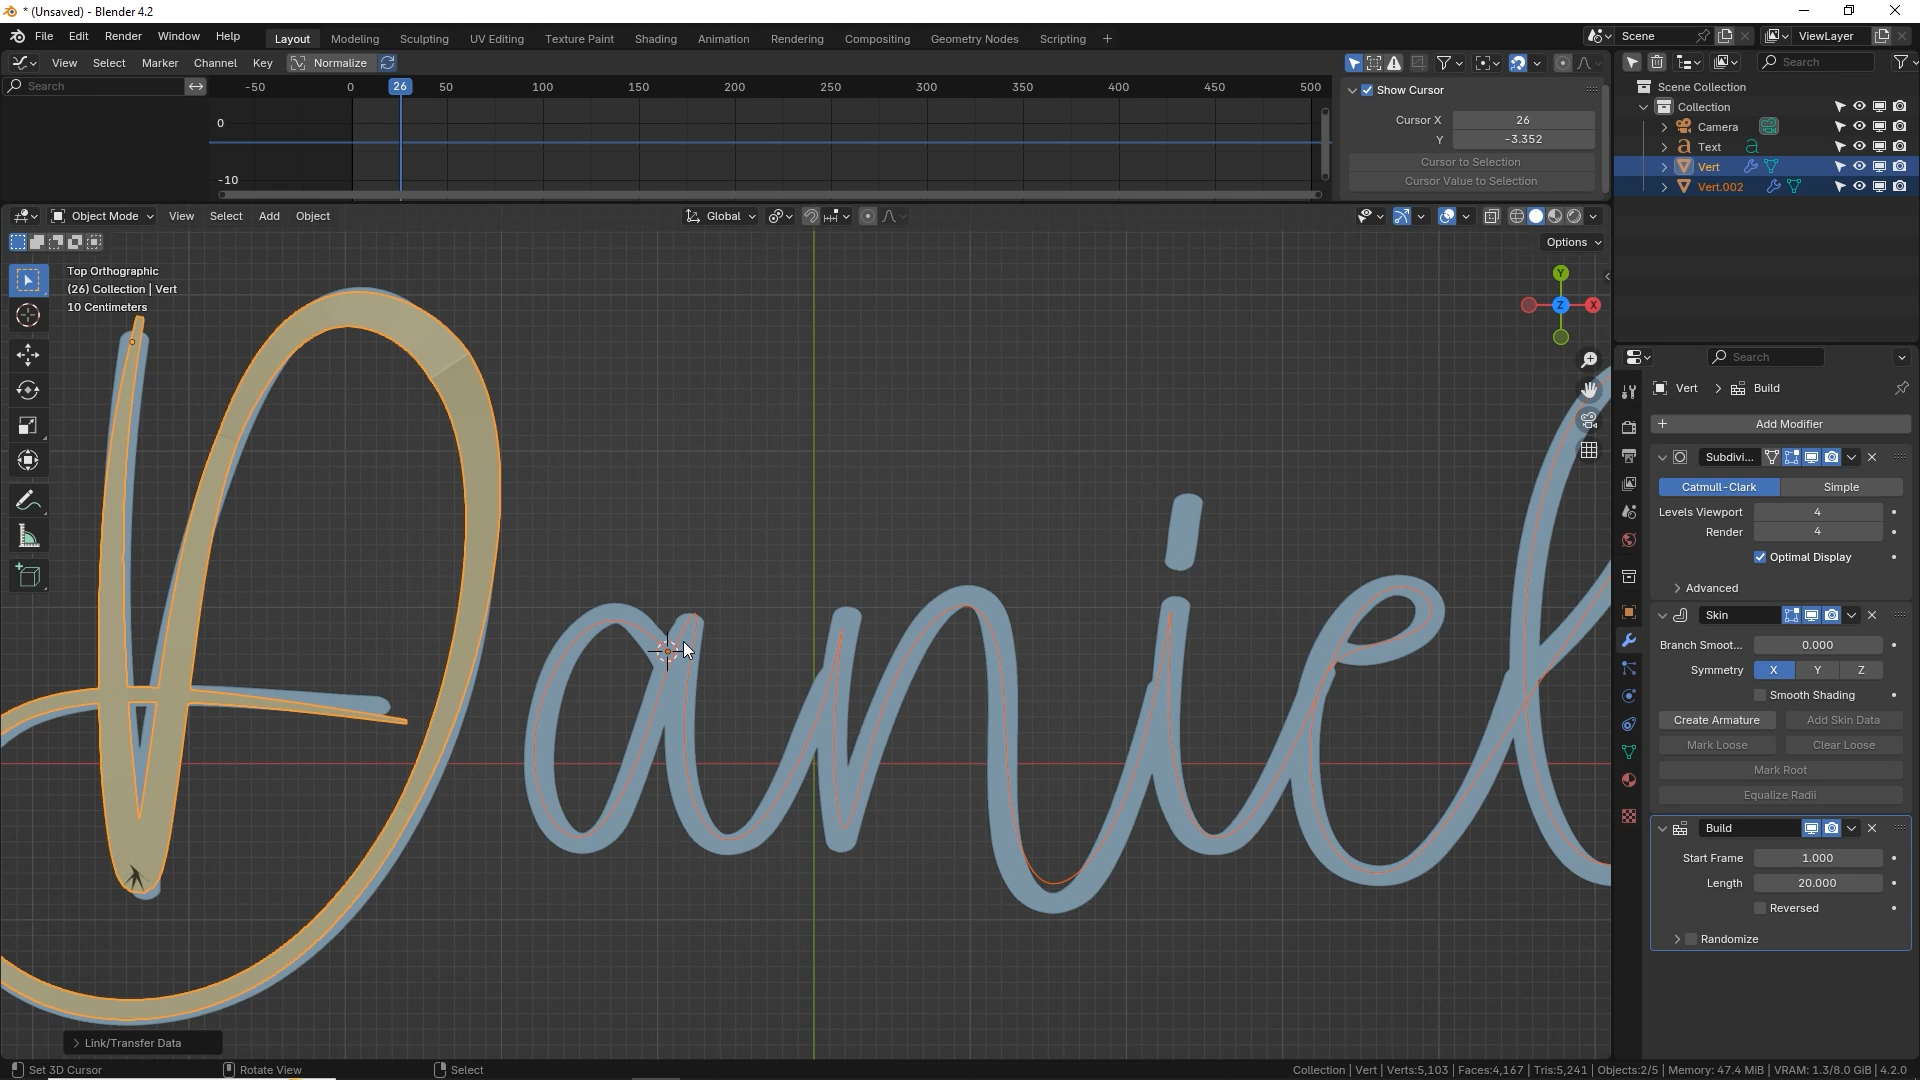 * (Unsaved) - Blender 4.2
File Edit Render Window Help
Layout Modeling Sculpting UV Editing Texture Paint Shading Animation Rendering Compositing Geometry Nodes Scripting +
Scene
ViewLayer
View Select Marker Channel Key Normalize
Search
-50 0 26 50 100 150 200 250 300 350 400 450 500
0
-10
Show Cursor
Cursor X 26
Y -3.352
Cursor to Selection
Cursor Value to Selection
Search
Scene Collection
Collection
Camera
Text
Vert
Vert.002
Object Mode View Select Add Object
Global
Options
Top Orthographic
(26) Collection | Vert
10 Centimeters
Y
Z
X
Daniel
Link/Transfer Data
Search
Vert > Build
+ Add Modifier
Subdivi...
Catmull-Clark Simple
Levels Viewport 4
Render 4
Optimal Display
Advanced
Skin
Branch Smoot... 0.000
Symmetry X Y Z
Smooth Shading
Create Armature Add Skin Data
Mark Loose Clear Loose
Mark Root
Equalize Radii
Build
Start Frame 1.000
Length 20.000
Reversed
Randomize
Set 3D Cursor Rotate View Select
Collection | Vert | Verts:5,103 | Faces:4,167 | Tris:5,241 | Objects:2/5 | Memory: 47.4 MiB | VRAM: 1.3/8.0 GiB | 4.2.0